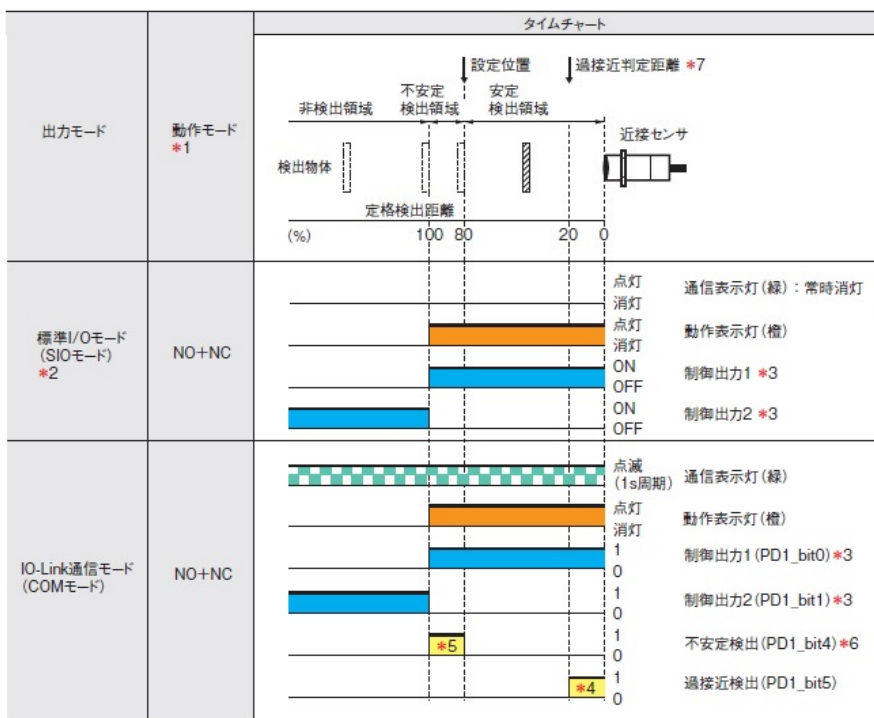 出力モード
動作モード
*1
タイムチャート
設定位置
過接近判定距離 *7
非検出領域
不安定
検出領域
安定
検出領域
近接センサ
検出物体
定格検出距離
(%)
100 80
20
0
標準I/Oモード
(SIOモード)
*2
NO+NC
点灯
消灯
通信表示灯(緑):常時消灯
点灯
消灯
動作表示灯(橙)
ON
OFF
制御出力1 *3
ON
OFF
制御出力2 *3
IO-Link通信モード
(COMモード)
NO+NC
点滅
(1s周期)
通信表示灯(緑)
点灯
消灯
動作表示灯(橙)
1
0
制御出力1(PD1_bit0)*3
1
0
制御出力2(PD1_bit1)*3
*5
1
0
不安定検出(PD1_bit4)*6
*4
1
0
過接近検出(PD1_bit5)